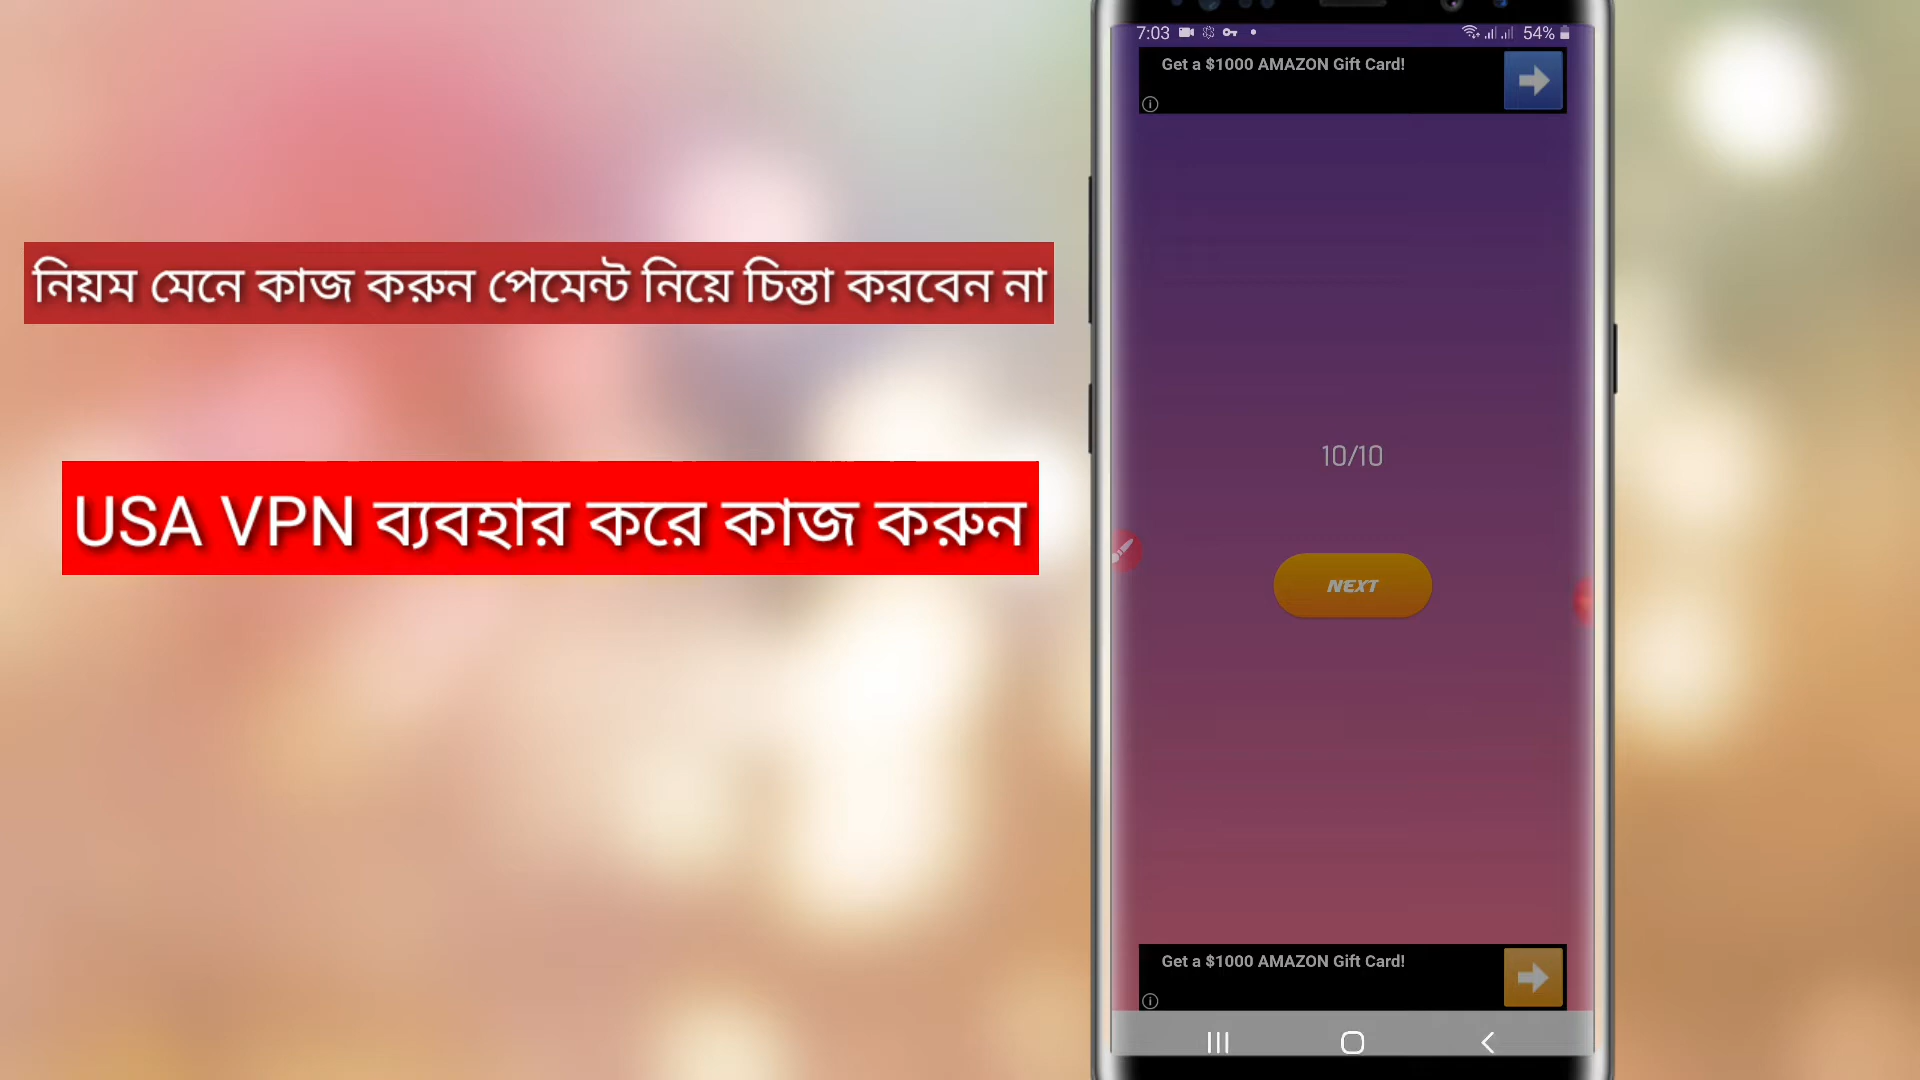 নিয়ম মেনে কাজ করুন পেমেন্ট নিয়ে চিন্তা করবেন না
USA VPN ব্যবহার করে কাজ করুন
7:03
54%
Get a $1000 AMAZON Gift Card!
10/10
NEXT
Get a $1000 AMAZON Gift Card!